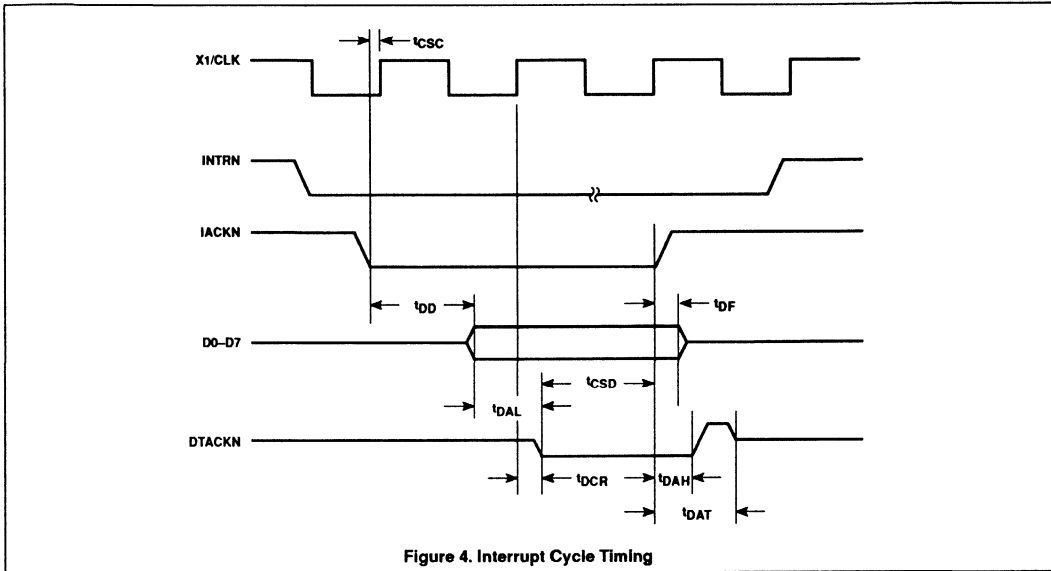 tCSC
X1/CLK
INTRN
IACKN
tDD
tDF
D0–D7
tCSD
tDAL
DTACKN
tDCR
tDAH
tDAT
Figure 4. Interrupt Cycle Timing